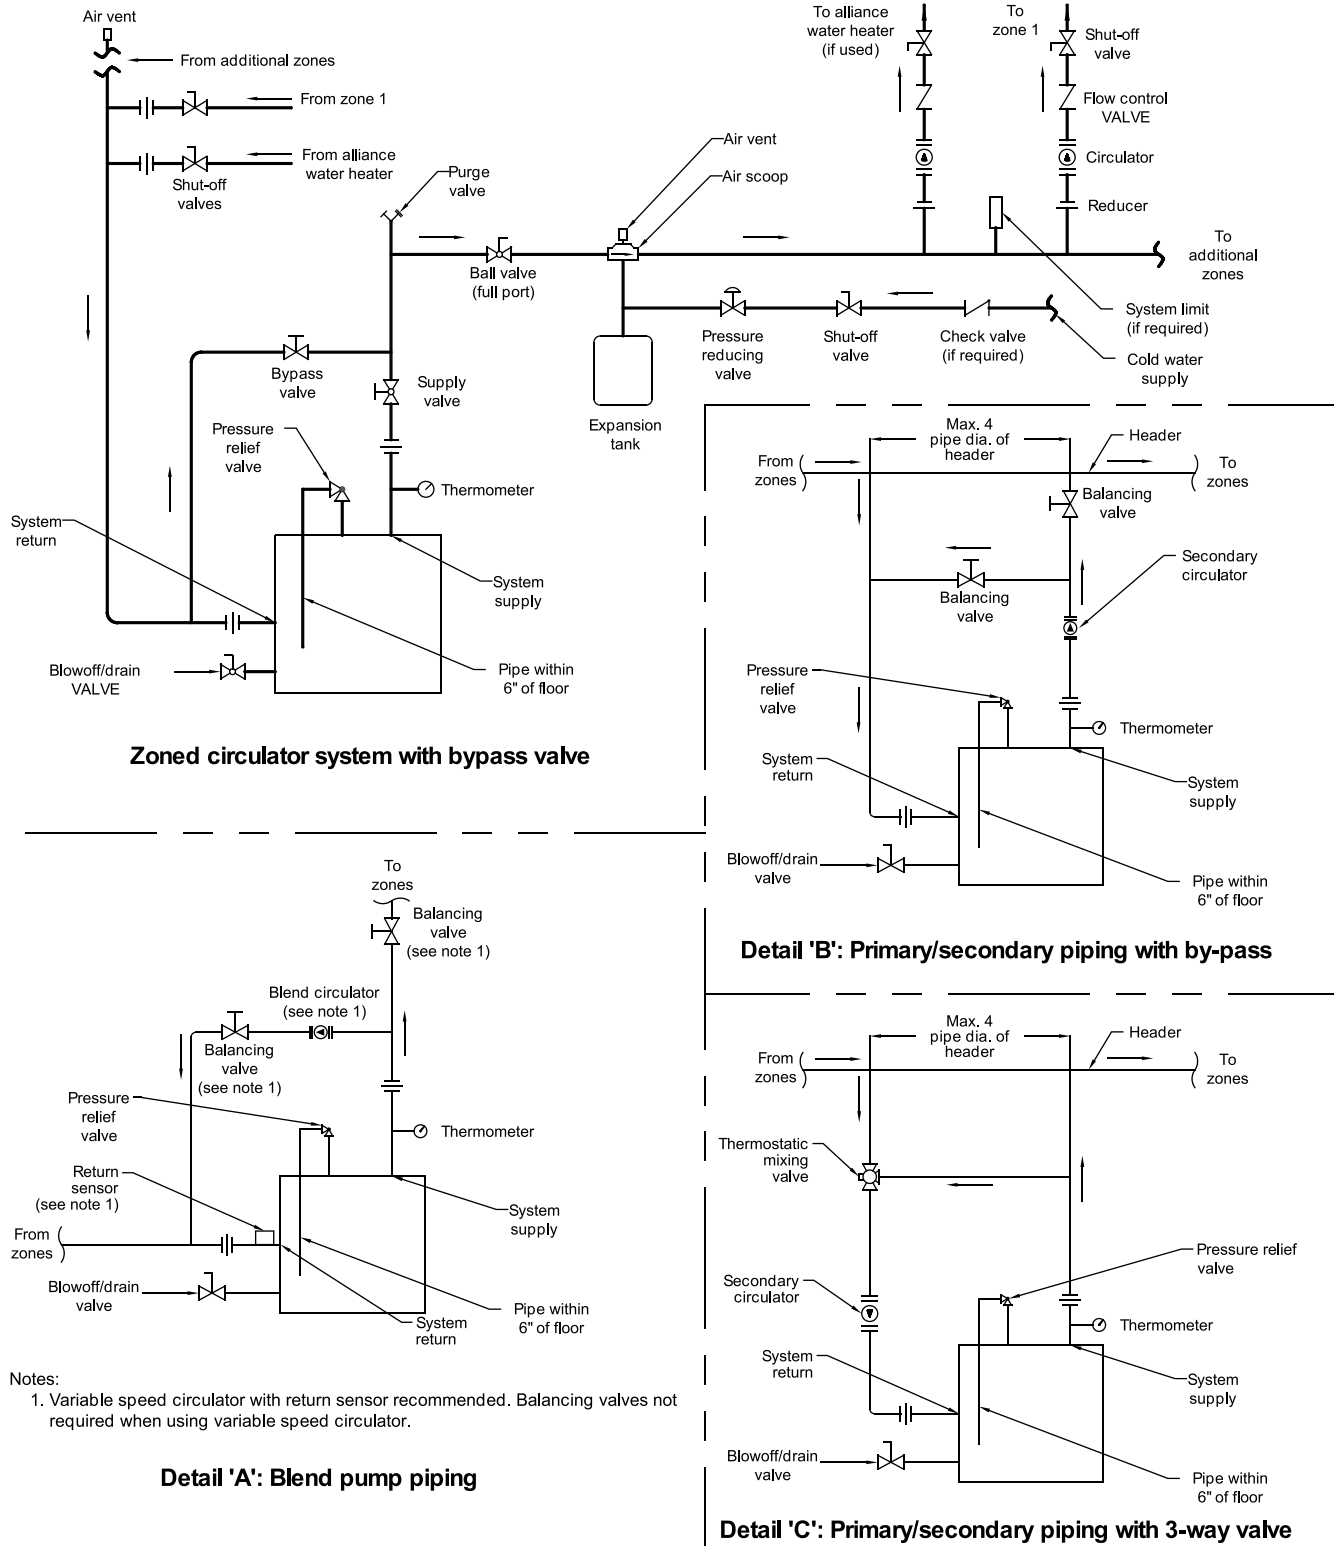 Air vent
From additional zones
From zone 1
From alliance
water heater
Shut-off
valves
Purge
valve
Air vent
Air scoop
To alliance
water heater
(if used)
To
zone 1
Shut-off
valve
Flow control
VALVE
Circulator
Reducer
To
additional
zones
Ball valve
(full port)
Pressure
reducing
valve
Shut-off
valve
Check valve
(if required)
System limit
(if required)
Cold water
supply
Expansion
tank
Bypass
valve
Supply
valve
Pressure
relief
valve
Thermometer
System
return
System
supply
Blowoff/drain
VALVE
Pipe within
6" of floor
Zoned circulator system with bypass valve
Max. 4
pipe dia. of
header
Header
From
zones
To
zones
Balancing
valve
Secondary
circulator
Balancing
valve
Pressure
relief
valve
Thermometer
System
return
System
supply
Blowoff/drain
valve
Pipe within
6" of floor
Detail 'B': Primary/secondary piping with by-pass
To
zones
Balancing
valve
(see note 1)
Blend circulator
(see note 1)
Balancing
valve
(see note 1)
Pressure
relief
valve
Thermometer
Return
sensor
(see note 1)
System
supply
From
zones
Blowoff/drain
valve
Pipe within
6" of floor
System
return
Notes:
1. Variable speed circulator with return sensor recommended. Balancing valves not
required when using variable speed circulator.
Detail 'A': Blend pump piping
Max. 4
pipe dia. of
header
Header
From
zones
To
zones
Thermostatic
mixing
valve
Pressure relief
valve
Secondary
circulator
Thermometer
System
return
System
supply
Blowoff/drain
valve
Pipe within
6" of floor
Detail 'C': Primary/secondary piping with 3-way valve